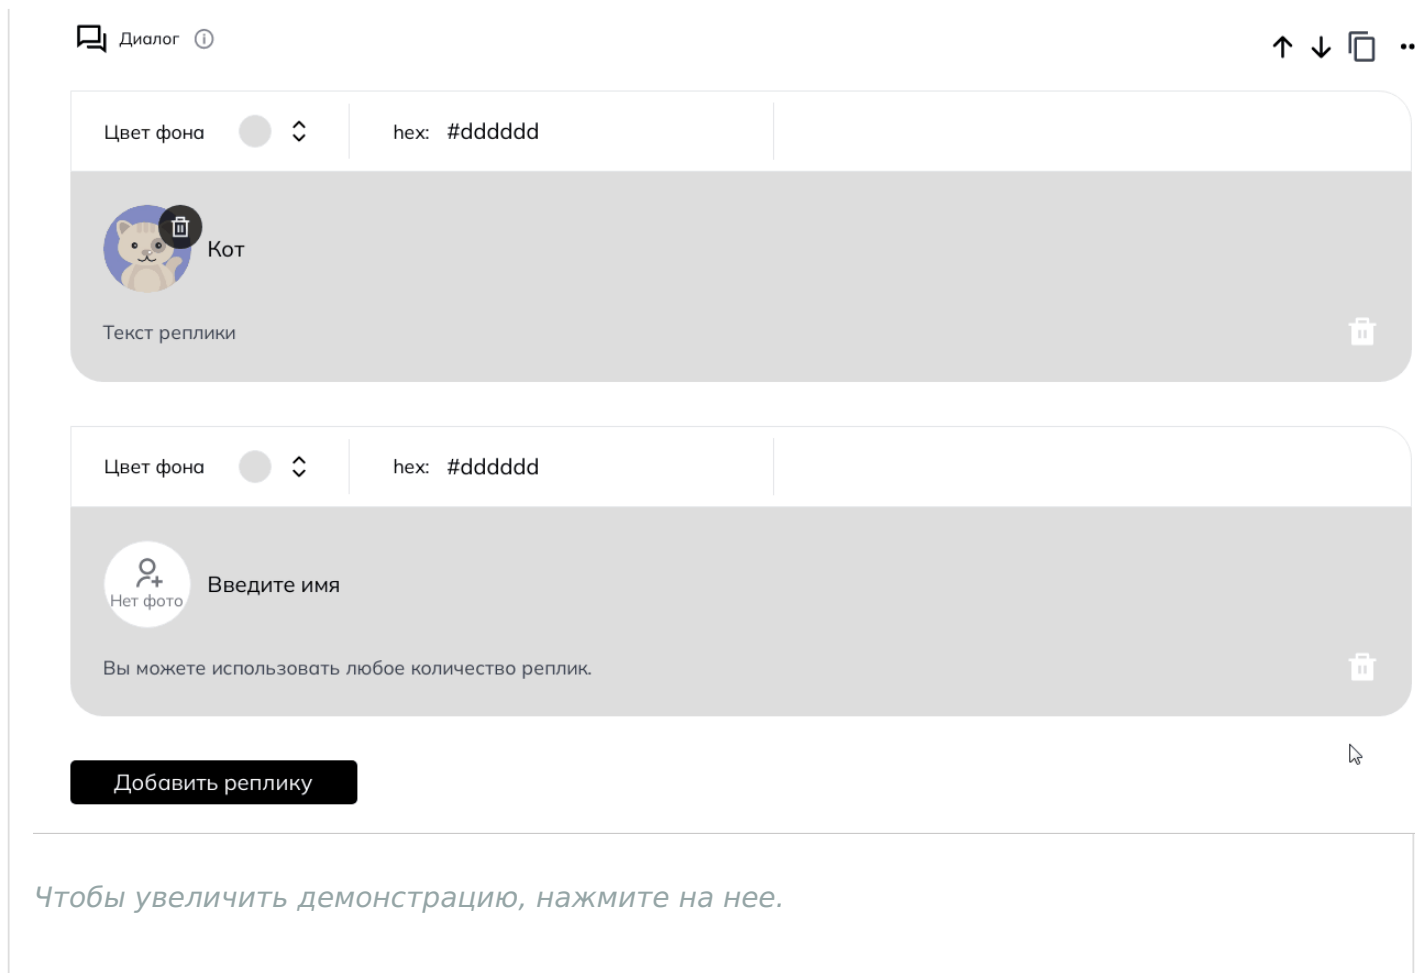 Диалог
Цвет фона hex: #dddddd
Кот
Текст реплики
Цвет фона hex: #dddddd
Нет фото
Введите имя
Вы можете использовать любое количество реплик.
Добавить реплику
Чтобы увеличить демонстрацию, нажмите на нее.